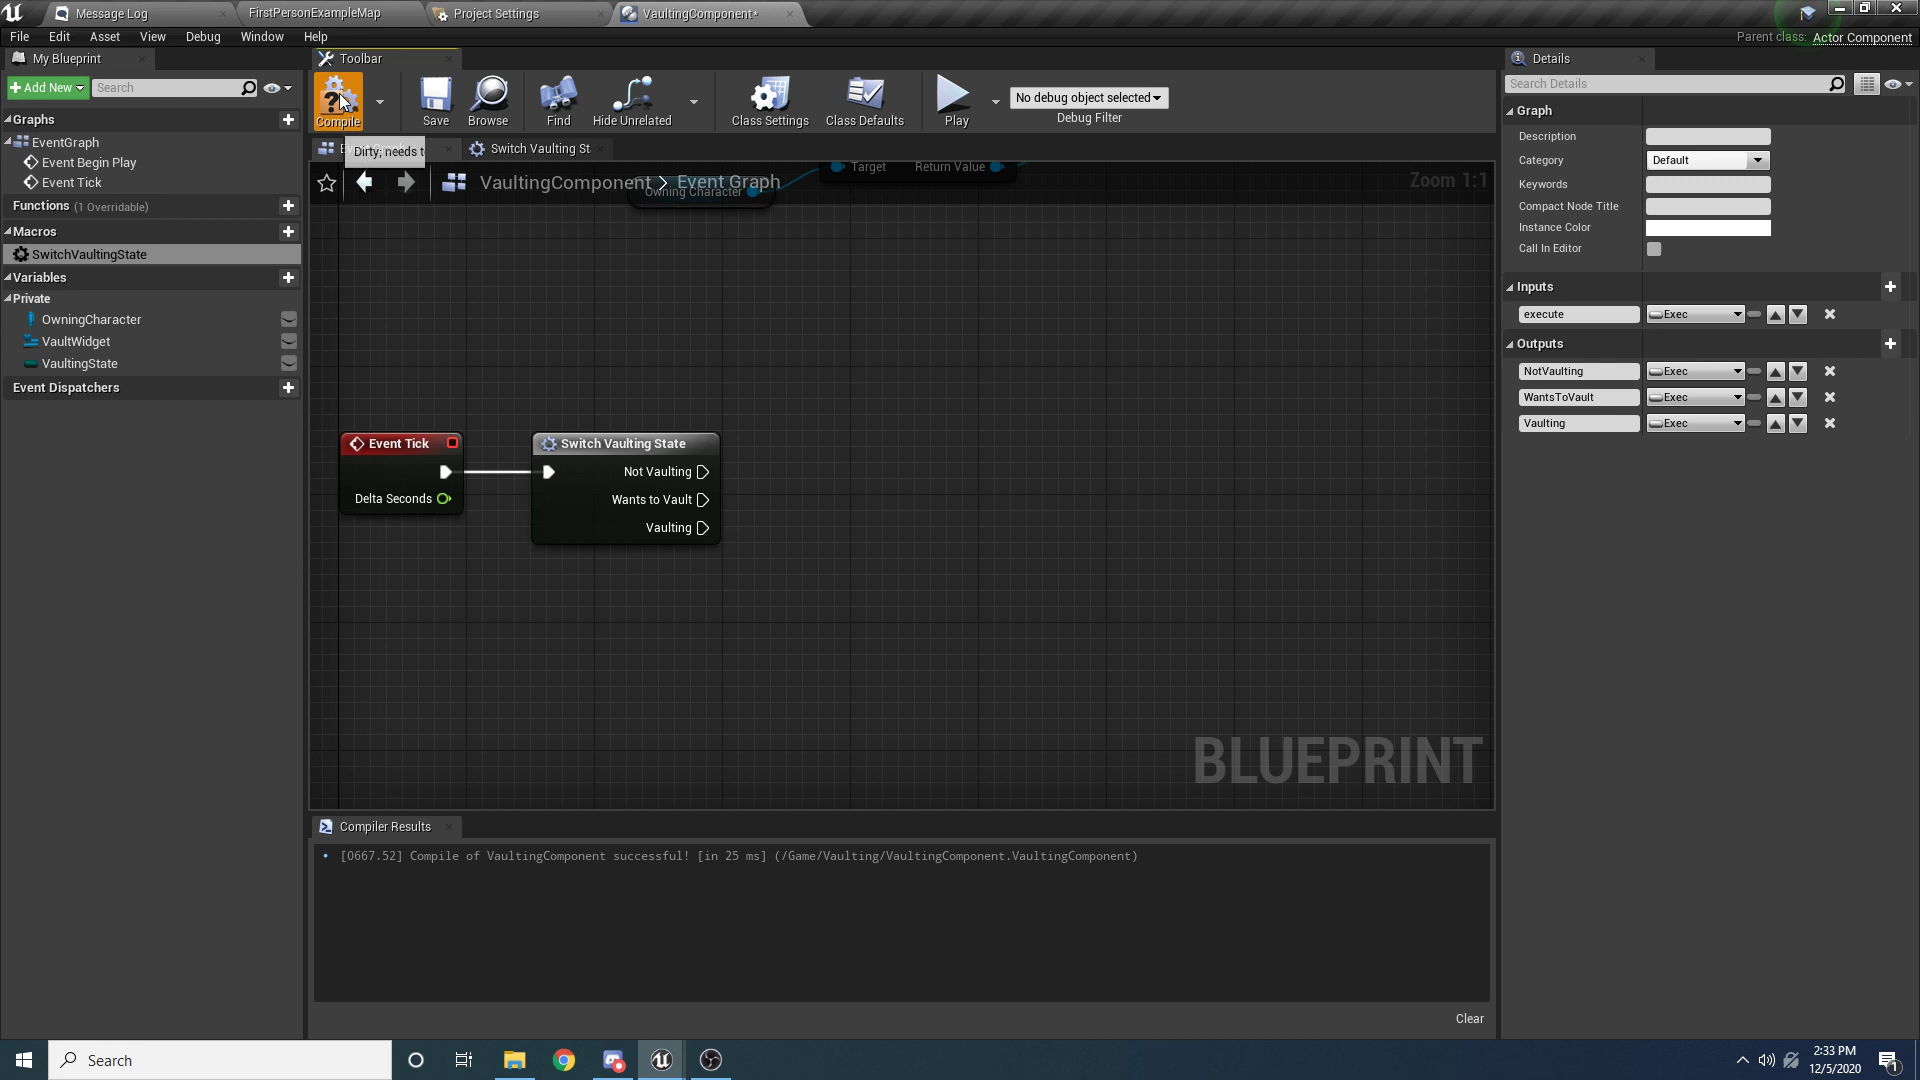 Message Log
FirstPersonExampleMap
Project Settings
VaultingComponent*
File Edit Asset View Debug Window Help
Parent class: Actor Component
My Blueprint
Toolbar
Details
Add New
Search
Compile
Save
Browse
Find
Hide Unrelated
Class Settings
Class Defaults
Play
No debug object selected
Debug Filter
Search Details
Graphs
EventGraph
Event Begin Play
Event Tick
Functions (1 Overridable)
Macros
SwitchVaultingState
Variables
Private
OwningCharacter
VaultWidget
VaultingState
Event Dispatchers
Dirty; needs t
Switch Vaulting St
VaultingComponent > Event Graph
Zoom 1:1
Target Return Value
Owning Character
Event Tick
Delta Seconds
Switch Vaulting State
Not Vaulting
Wants to Vault
Vaulting
BLUEPRINT
Compiler Results
[0667.52] Compile of VaultingComponent successful! [in 25 ms] (/Game/Vaulting/VaultingComponent.VaultingComponent)
Clear
Graph
Description
Category Default
Keywords
Compact Node Title
Instance Color
Call In Editor
Inputs
execute Exec
Outputs
NotVaulting Exec
WantsToVault Exec
Vaulting Exec
Search
2:33 PM
12/5/2020
1